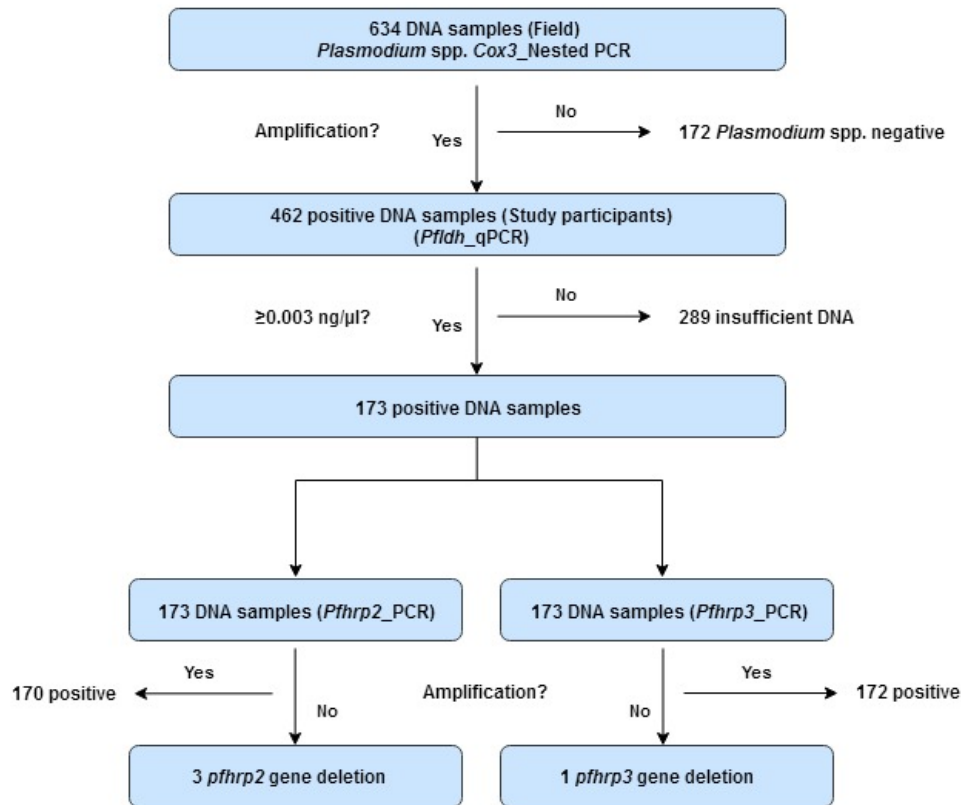 634 DNA samples (Field)
Plasmodium spp. Cox3_Nested PCR
No
Amplification?
Yes
172 Plasmodium spp. negative
462 positive DNA samples (Study participants)
(Pfldh_qPCR)
No
≥0.003 ng/µl?
Yes
289 insufficient DNA
173 positive DNA samples
173 DNA samples (Pfhrp2_PCR)
173 DNA samples (Pfhrp3_PCR)
Yes
Yes
170 positive
Amplification?
172 positive
No
No
3 pfhrp2 gene deletion
1 pfhrp3 gene deletion